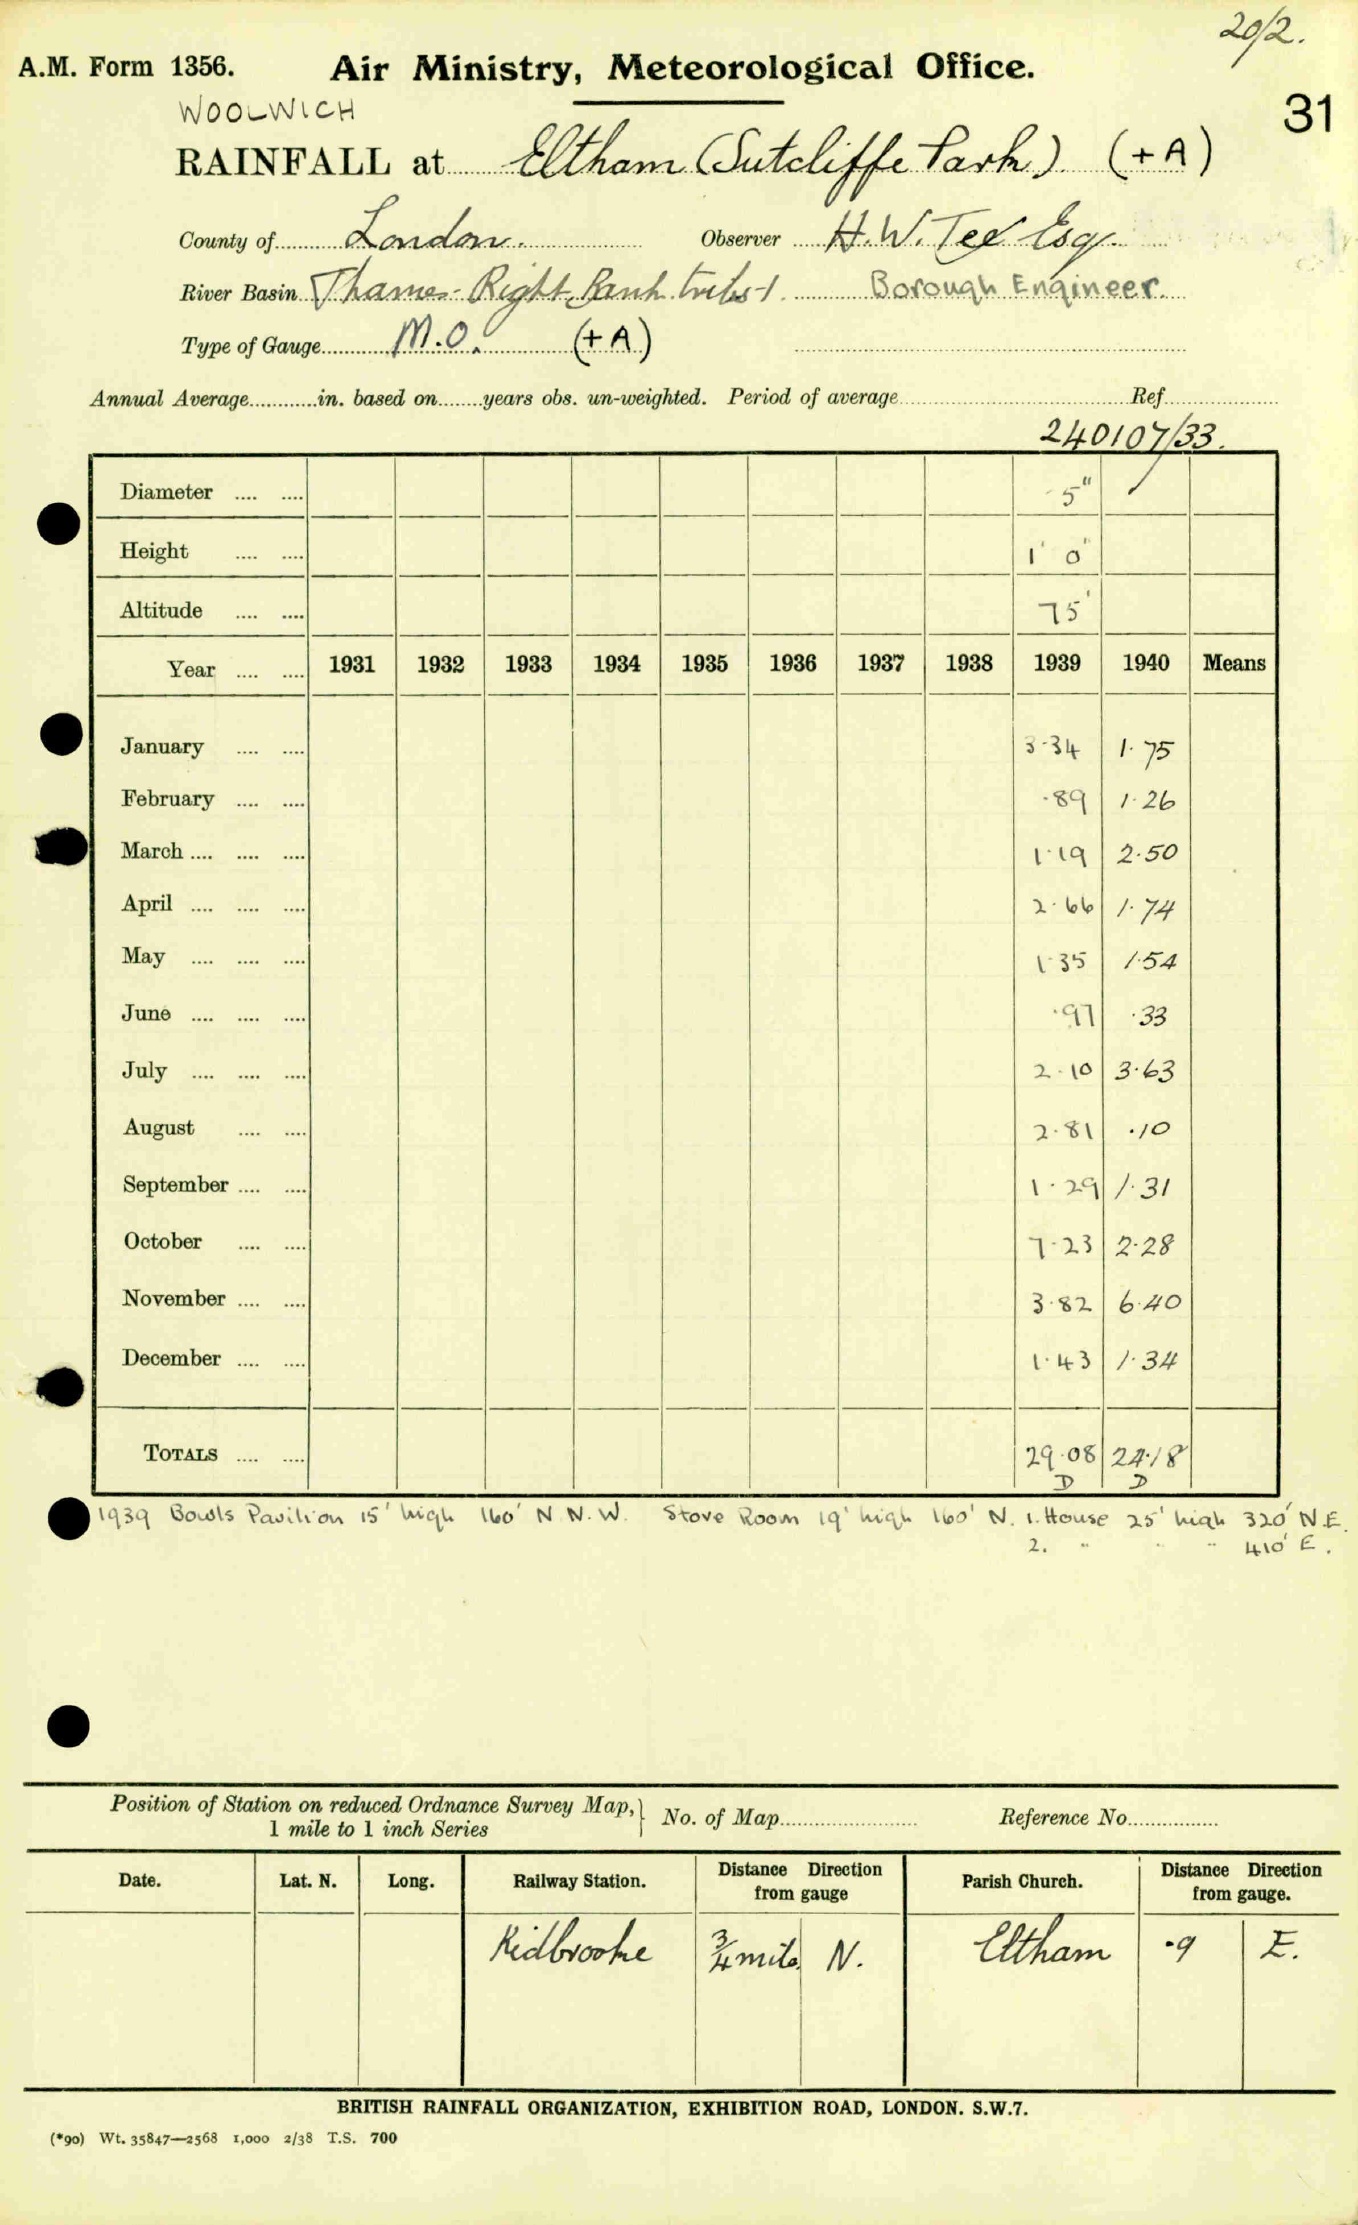 20/2.
A.M. Form 1356. Air Ministry, Meteorological Office.
31
WOOLWICH
RAINFALL at Eltham (Sutcliffe Park) (+A)
County of London. Observer H.W. Tee Esq.
River Basin Thames-Right Bank tribs-1. Borough Engineer.
Type of Gauge M.O. (+A)
Annual Average in. based on years obs. un-weighted. Period of average Ref.
240107/33.
Diameter .... .... 5"
Height .... .... 1' 0"
Altitude .... .... 75'
Year .... .... 1931 1932 1933 1934 1935 1936 1937 1938 1939 1940 Means
January .... .... 3.34 1.75
February .... .... .89 1.26
March .... .... .... 1.19 2.50
April .... .... .... 2.66 1.74
May .... .... .... 1.35 1.54
June .... .... .... .97 .33
July .... .... .... 2.10 3.63
August .... .... 2.81 .10
September .... .... 1.29 1.31
October .... .... 7.23 2.28
November .... .... 3.82 6.40
December .... .... 1.43 1.34
TOTALS .... .... 29.08 24.18
D D
1939 Bowls Pavilion 15' high 160' N.N.W. Store Room 19' high 160' N. 1. House 25' high 320' N.E.
2. " " " 410' E.
Position of Station on reduced Ordnance Survey Map, 1 mile to 1 inch Series } No. of Map Reference No.
Date. Lat. N. Long. Railway Station. Distance Direction from gauge Parish Church. Distance Direction from gauge.
Kidbrooke 3/4 mile N. Eltham .9 E.
BRITISH RAINFALL ORGANIZATION, EXHIBITION ROAD, LONDON. S.W.7.
(*90) Wt. 35847—2568 1,000 2/38 T.S. 700